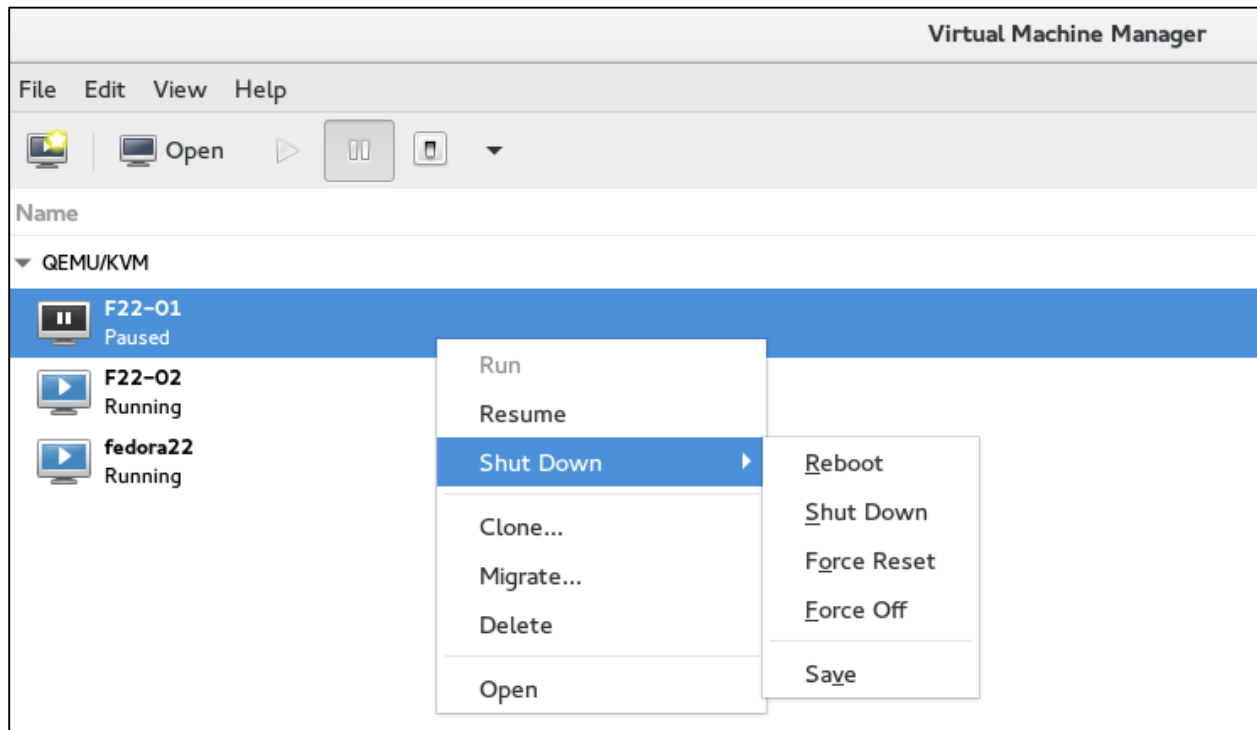 Virtual Machine Manager
File Edit View Help
Open
Name
QEMU/KVM
F22-01
Paused
F22-02
Running
fedora22
Running
Run
Resume
Shut Down
Clone...
Migrate...
Delete
Open
Reboot
Shut Down
Force Reset
Force Off
Save